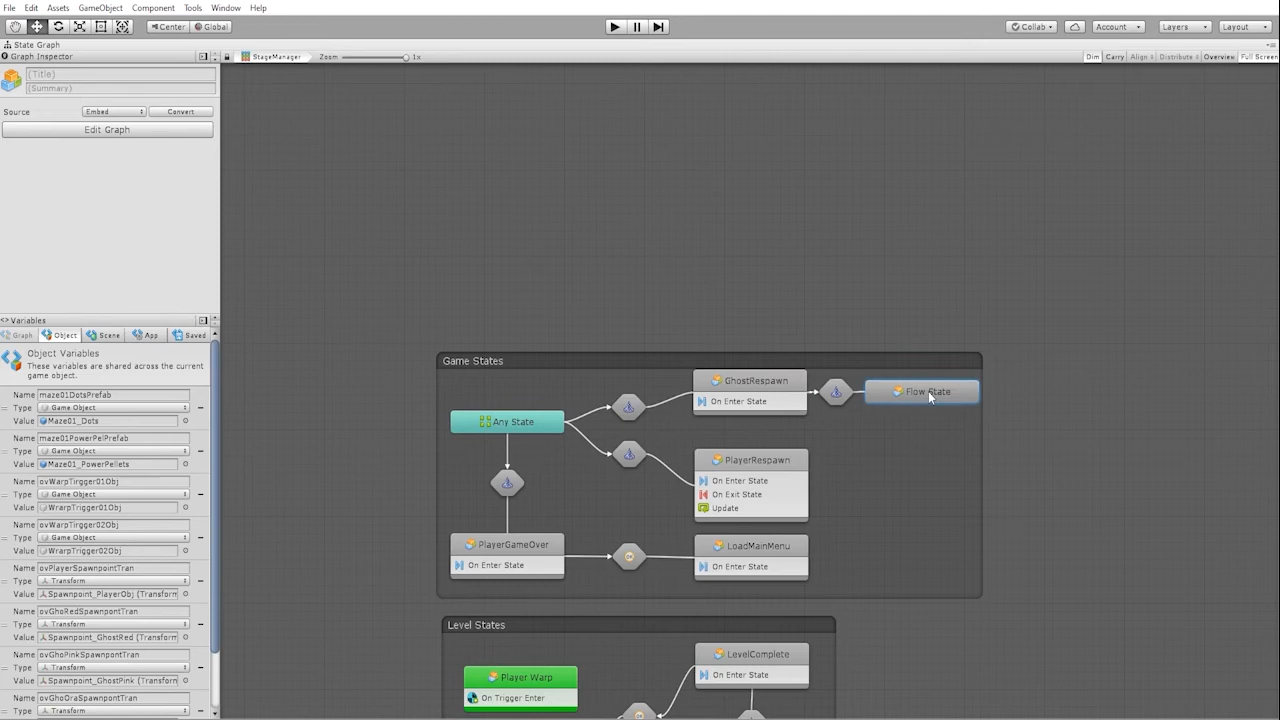 File Edit Assets GameObject Component Tools Window Help
Center Global Collab Account Layers Layout
State Graph
Graph Inspector StageManager Zoom 1x Dim Carry Align Distribute Overview Full Screen
(Title)
(Summary)
Source Embed Convert
Edit Graph
Game States
GhostRespawn
On Enter State
Flow State
Any State
PlayerRespawn
On Enter State
On Exit State
Update
PlayerGameOver
On Enter State
LoadMainMenu
On Enter State
Level States
LevelComplete
On Enter State
Player Warp
On Trigger Enter
<> Variables
Graph Object Scene App Saved
Object Variables
These variables are shared across the current
game object.
Name maze01DotsPrefab
Type Game Object
Value Maze01_Dots
Name maze01PowerPelPrefab
Type Game Object
Value Maze01_PowerPellets
Name ovWarpTrigger01Obj
Type Game Object
Value WrarpTrigger01Obj
Name ovWarpTirgger02Obj
Type Game Object
Value WrarpTrigger02Obj
Name ovPlayerSpawnpointTran
Type Transform
Value Spawnpoint_PlayerObj (Transform
Name ovGhoRedSpawnpontTran
Type Transform
Value Spawnpoint_GhostRed (Transform
Name ovGhoPinkSpawnpontTran
Type Transform
Value Spawnpoint_GhostPink (Transform
Name ovGhoOraSpawnpontTran
Type Transform